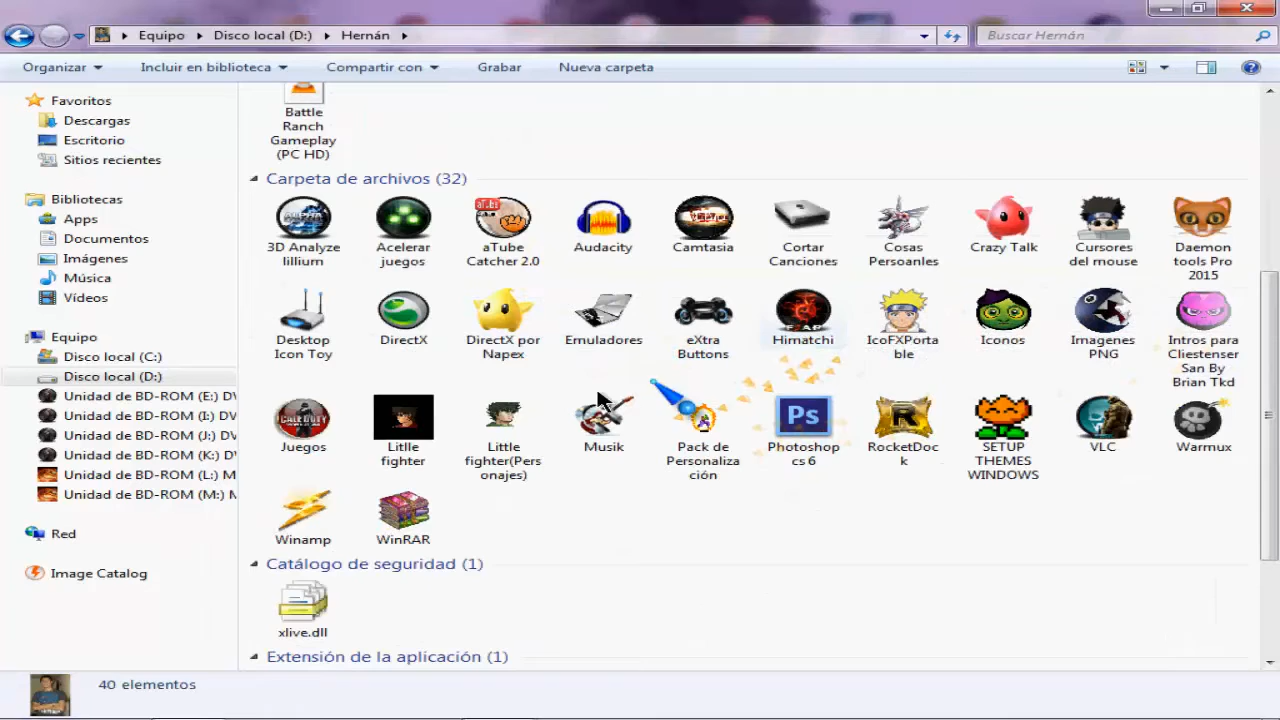 Equipo Disco local (D:) Hernán
Buscar Hernán
Organizar Incluir en biblioteca Compartir con Grabar Nueva carpeta
Favoritos
Descargas
Escritorio
Sitios recientes
Bibliotecas
Apps
Documentos
Imágenes
Música
Vídeos
Equipo
Disco local (C:)
Disco local (D:)
Unidad de BD-ROM (E:) DV
Unidad de BD-ROM (I:) DV
Unidad de BD-ROM (J:) DV
Unidad de BD-ROM (K:) DV
Unidad de BD-ROM (L:) M
Unidad de BD-ROM (M:) M
Red
Image Catalog
Battle
Ranch
Gameplay
(PC HD)
Carpeta de archivos (32)
3D Analyze
lillium
Acelerar
juegos
aTube
Catcher 2.0
Audacity
Camtasia
Cortar
Canciones
Cosas
Persoanles
Crazy Talk
Cursores
del mouse
Daemon
tools Pro
2015
Desktop
Icon Toy
DirectX
DirectX por
Napex
Emuladores
eXtra
Buttons
Himatchi
IcoFXPorta
ble
Iconos
Imagenes
PNG
Intros para
Cliestenser
San By
Brian Tkd
Juegos
Litlle
fighter
Little
fighter(Pers
onajes)
Musik
Pack de
Personaliza
ción
Ps
Photoshop
cs 6
RocketDoc
k
SETUP
THEMES
WINDOWS
VLC
Warmux
Winamp
WinRAR
Catálogo de seguridad (1)
xlive.dll
Extensión de la aplicación (1)
40 elementos